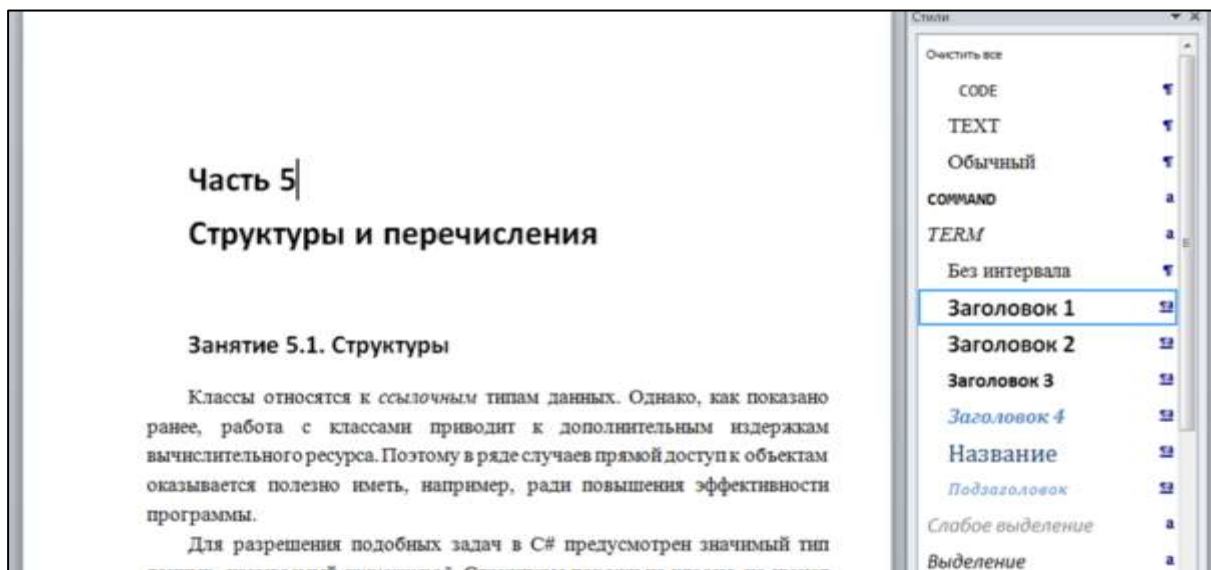 Стили
Очистить все
CODE
TEXT
Обычный
COMMAND
TERM
Без интервала
Заголовок 1
Заголовок 2
Заголовок 3
Заголовок 4
Название
Подзаголовок
Слабое выделение
Выделение
Часть 5
Структуры и перечисления
Занятие 5.1. Структуры
Классы относятся к ссылочным типам данных. Однако, как показано
ранее, работа с классами приводит к дополнительным издержкам
вычислительного ресурса. Поэтому в ряде случаев прямой доступ к объектам
оказывается полезно иметь, например, ради повышения эффективности
программы.
Для разрешения подобных задач в C# предусмотрен значимый тип